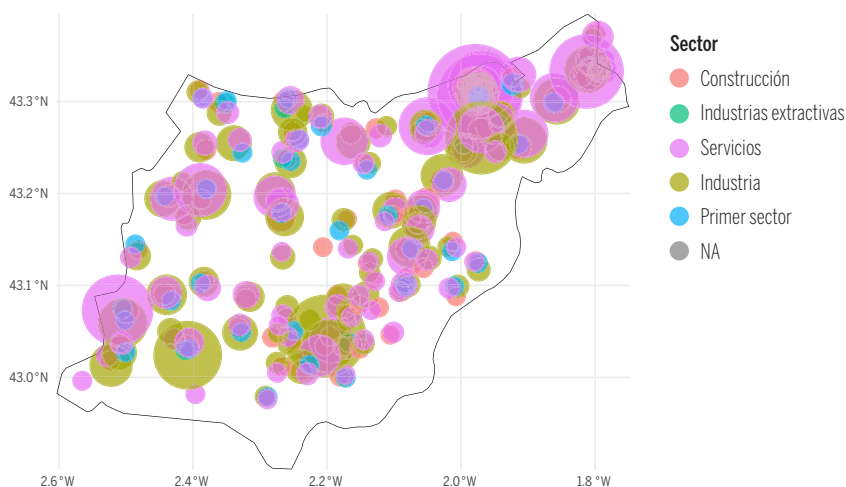 Sector
Construcción
Industrias extractivas
Servicios
Industria
Primer sector
NA
43.3°N
43.2°N
43.1°N
43.0°N
2.6°W 2.4°W 2.2°W 2.0°W 1.8°W